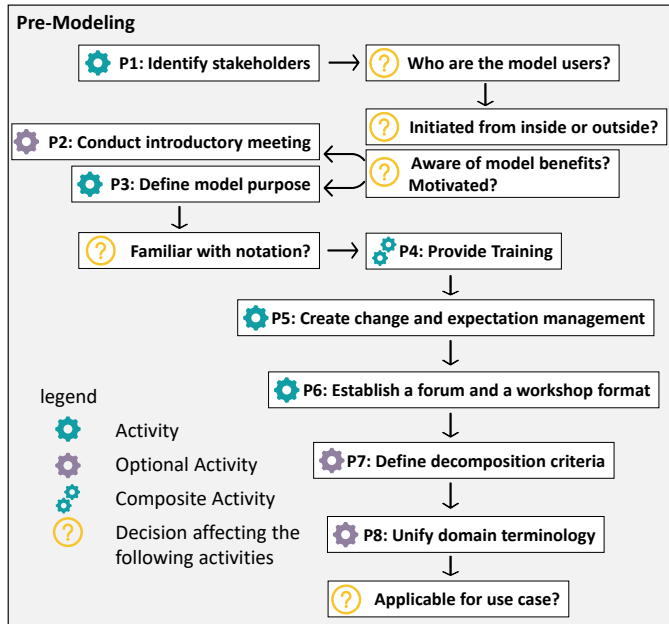 Pre-Modeling
P1: Identify stakeholders
Who are the model users?
Initiated from inside or outside?
P2: Conduct introductory meeting
Aware of model benefits?
Motivated?
P3: Define model purpose
Familiar with notation?
P4: Provide Training
P5: Create change and expectation management
P6: Establish a forum and a workshop format
P7: Define decomposition criteria
P8: Unify domain terminology
Applicable for use case?
legend
Activity
Optional Activity
Composite Activity
Decision affecting the
following activities